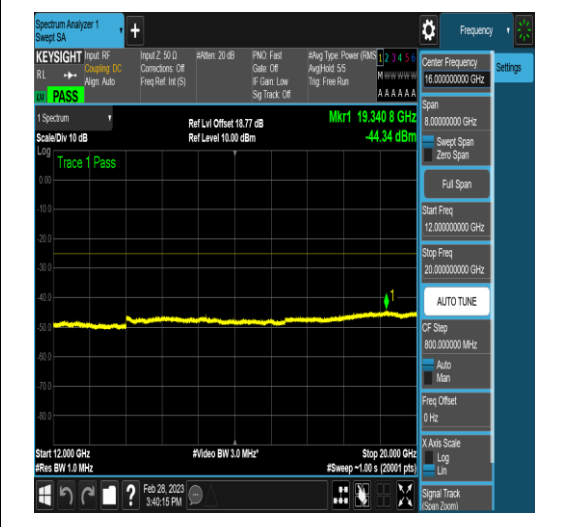 Spectrum Analyzer 1
Swept SA
+
Frequency
KEYSIGHT
RL
PASS
Input: RF
Coupling: DC
Align: Auto
Input Z: 50 Ω
Corrections: Off
Freq Ref: Int (S)
#Atten: 20 dB
PNO: Fast
Gate: Off
IF Gain: Low
Sig Track: Off
#Avg Type: Power (RMS
Avg|Hold: 5/5
Trig: Free Run
1 2 3 4 5 6
M W W W W W
A A A A A A
1 Spectrum
Scale/Div 10 dB
Ref Lvl Offset 18.77 dB
Ref Level 10.00 dBm
Mkr1 19.340 8 GHz
-44.34 dBm
Log
Trace 1 Pass
0.00
-10.0
-20.0
-30.0
-40.0
-50.0
-60.0
-70.0
-80.0
1
Start 12.000 GHz
#Res BW 1.0 MHz
#Video BW 3.0 MHz*
Stop 20.000 GHz
#Sweep ~1.00 s (20001 pts)
Feb 28, 2023
3:40:15 PM
Center Frequency
16.000000000 GHz
Span
8.00000000 GHz
Swept Span
Zero Span
Full Span
Start Freq
12.000000000 GHz
Stop Freq
20.000000000 GHz
AUTO TUNE
CF Step
800.000000 MHz
Auto
Man
Freq Offset
0 Hz
X Axis Scale
Log
Lin
Signal Track
(Span Zoom)
Settings